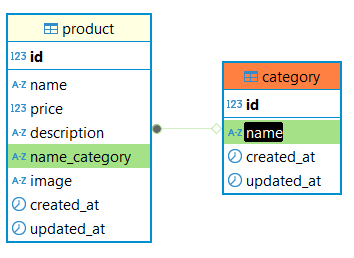 product
123 id
A-Z name
123 price
A-Z description
A-Z name_category
A-Z image
created_at
updated_at
category
123 id
A-Z name
created_at
updated_at